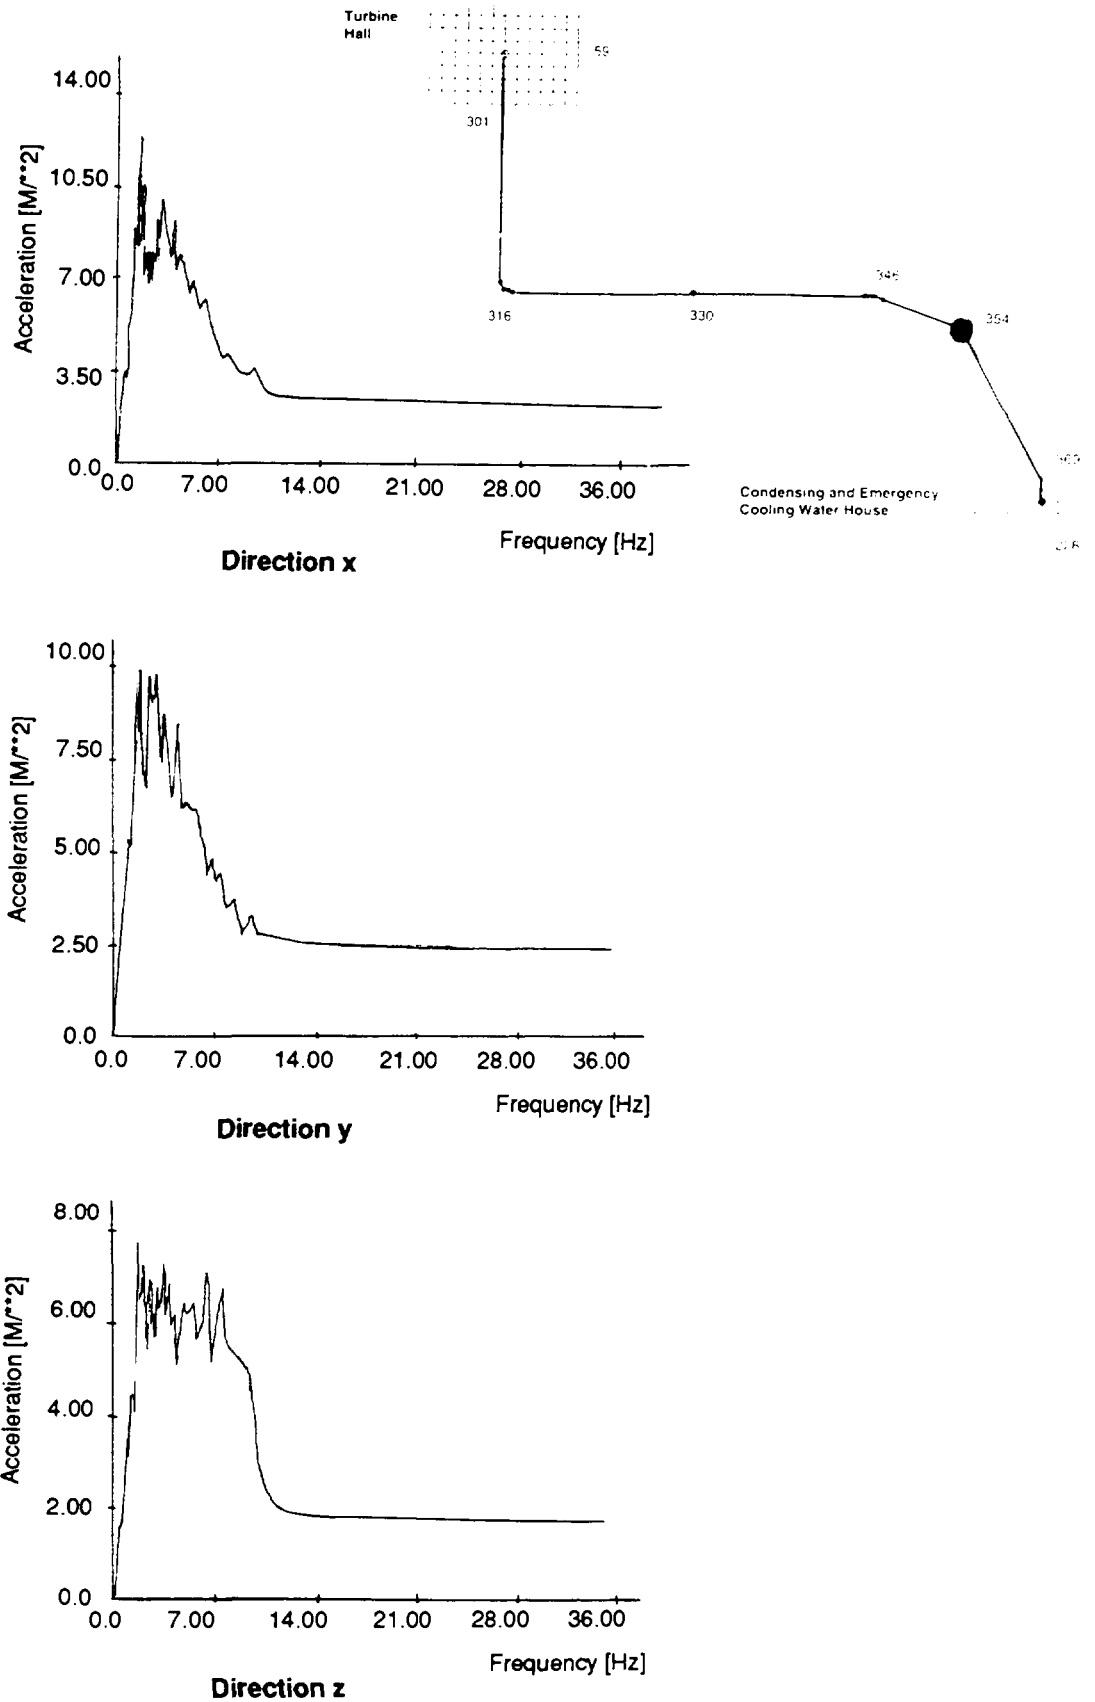 Turbine
Hall
59
301
316
330
346
354
Condensing and Emergency
Cooling Water House
14.00
10.50
7.00
3.50
0.0
Acceleration [M/**2]
0.0 7.00 14.00 21.00 28.00 36.00
Frequency [Hz]
Direction x
10.00
7.50
5.00
2.50
0.0
Acceleration [M/**2]
0.0 7.00 14.00 21.00 28.00 36.00
Frequency [Hz]
Direction y
8.00
6.00
4.00
2.00
0.0
Acceleration [M/**2]
0.0 7.00 14.00 21.00 28.00 36.00
Frequency [Hz]
Direction z